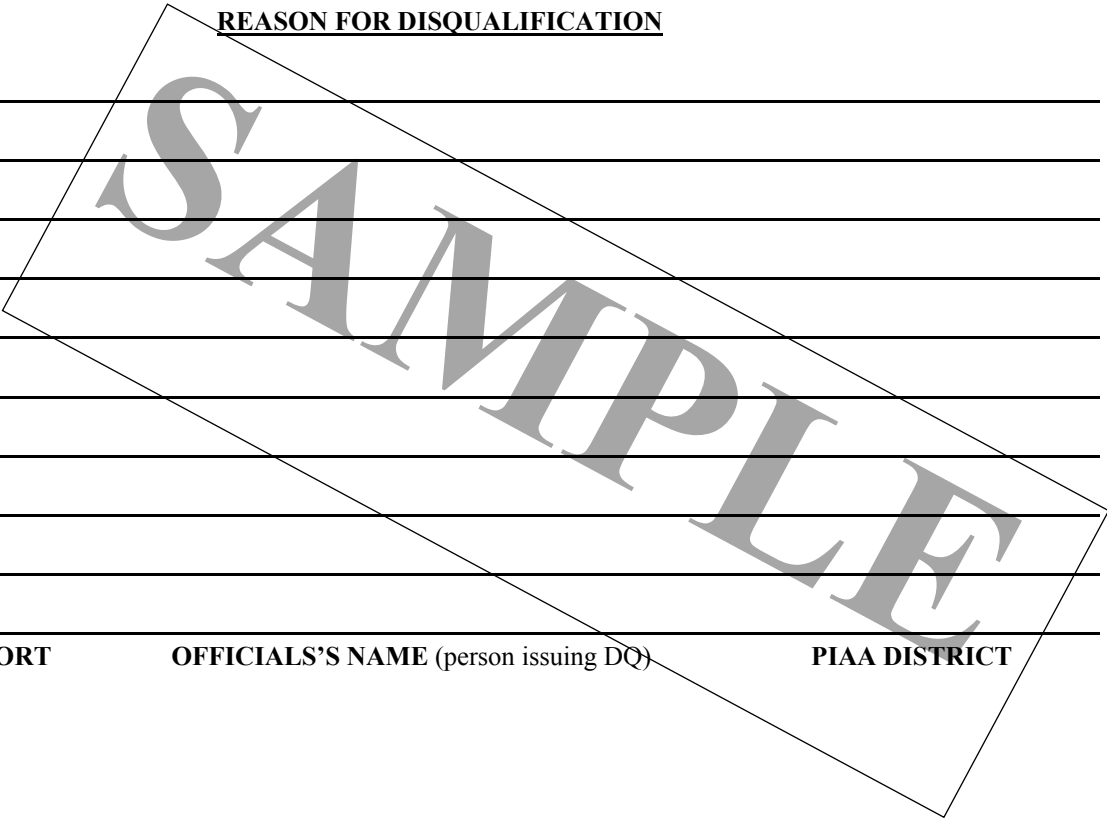 REASON FOR DISQUALIFICATION
SAMPLE
ORT OFFICIALS'S NAME (person issuing DQ) PIAA DISTRICT